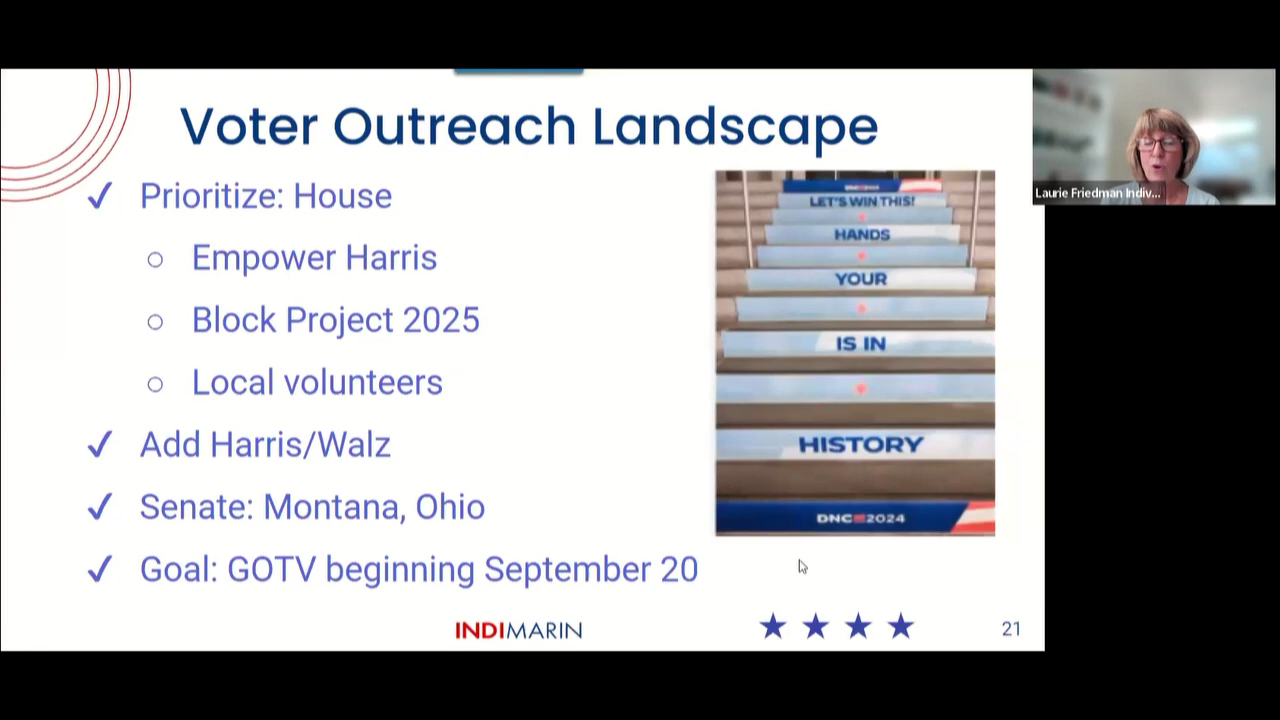 Voter Outreach Landscape
✓ Prioritize: House
○ Empower Harris
○ Block Project 2025
○ Local volunteers
✓ Add Harris/Walz
✓ Senate: Montana, Ohio
✓ Goal: GOTV beginning September 20
LET'S WIN THIS!
HANDS
YOUR
IS IN
HISTORY
DNC 2024
INDIMARIN
21
Laurie Friedman Indiv...